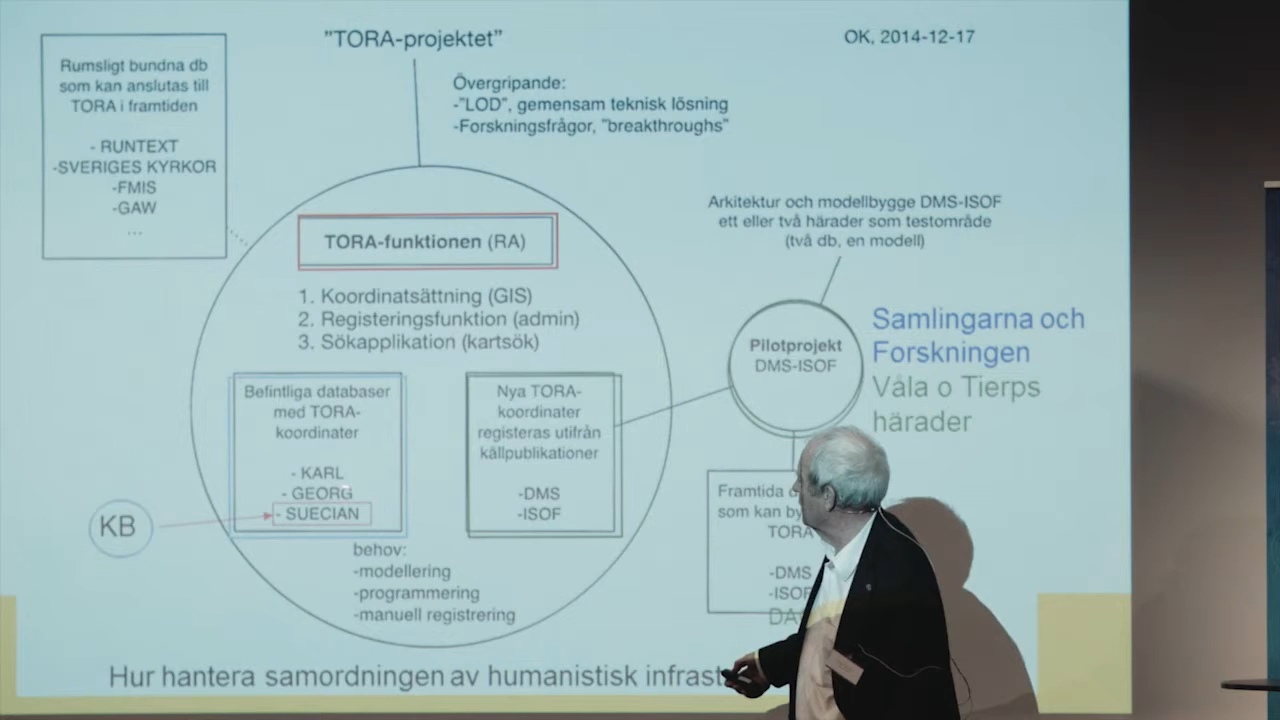 "TORA-projektet"
OK, 2014-12-17
Rumsligt bundna db
som kan anslutas till
TORA i framtiden
- RUNTEXT
-SVERIGES KYRKOR
-FMIS
-GAW
...
Övergripande:
-"LOD", gemensam teknisk lösning
-Forskningsfrågor, "breakthroughs"
TORA-funktionen (RA)
1. Koordinatsättning (GIS)
2. Registeringsfunktion (admin)
3. Sökapplikation (kartsök)
Befintliga databaser
med TORA-
koordinater
- KARL
- GEORG
- SUECIAN
KB
Nya TORA-
koordinater
registeras utifrån
källpublikationer
-DMS
-ISOF
behov:
-modellering
-programmering
-manuell registrering
Arkitektur och modellbygge DMS-ISOF
ett eller två härader som testområde
(två db, en modell)
Pilotprojekt
DMS-ISOF
Samlingarna och
Forskningen
Våla o Tierps
härader
Framtida
som kan
TORA
-DMS
-ISOF
Hur hantera samordningen av humanistisk